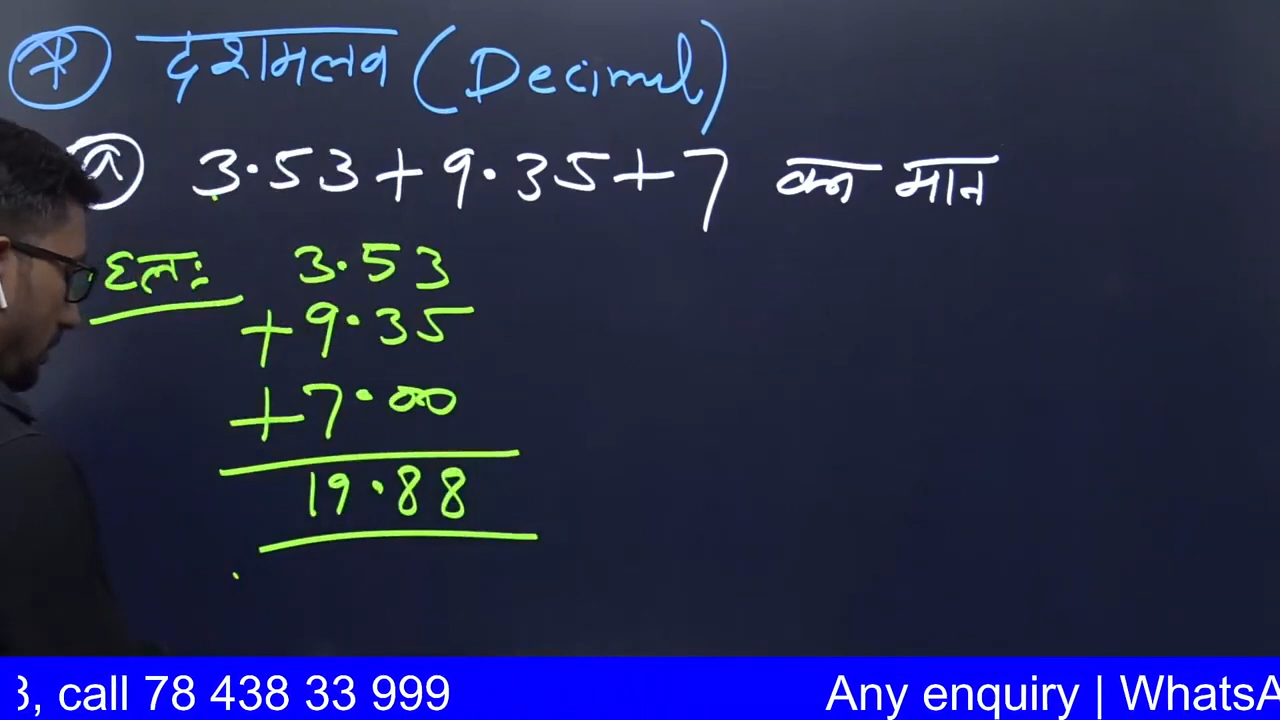 * दशमलव (Decimal)
3.53+9.35+7 का मान
हलः 3.53
+9.35
+7.00
19.88
3, call 78 438 33 999 Any enquiry | WhatsA